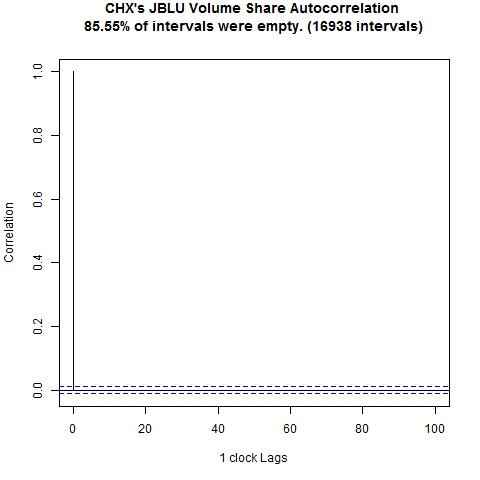 CHX's JBLU Volume Share Autocorrelation
85.55% of intervals were empty. (16938 intervals)
Correlation
1.0
0.8
0.6
0.4
0.2
0.0
0 20 40 60 80 100
1 clock Lags